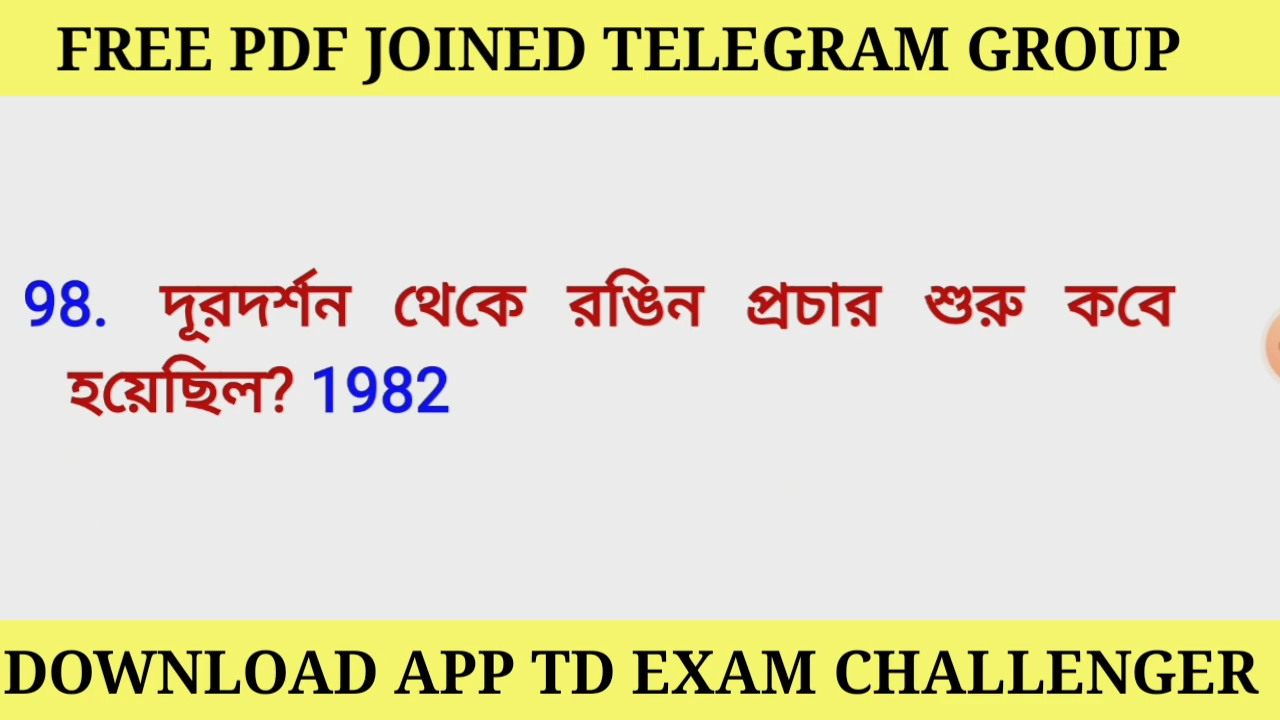 FREE PDF JOINED TELEGRAM GROUP
98. দূরদর্শন থেকে রঙিন প্রচার শুরু কবে
হয়েছিল? 1982
DOWNLOAD APP TD EXAM CHALLENGER